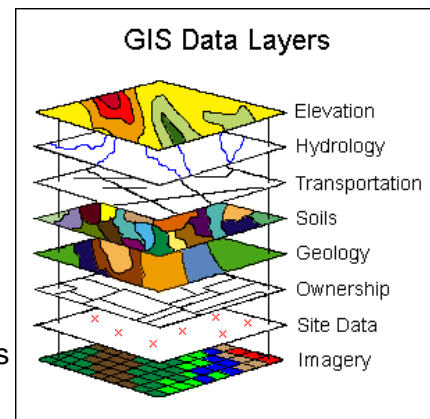 GIS Data Layers
Elevation
Hydrology
Transportation
Soils
Geology
Ownership
Site Data
s Imagery